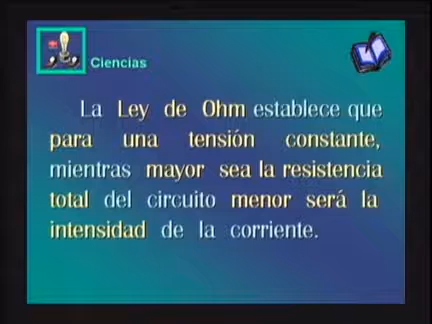 Ciencias
La Ley de Ohm establece que
para una tensión constante,
mientras mayor sea la resistencia
total del circuito menor será la
intensidad de la corriente.